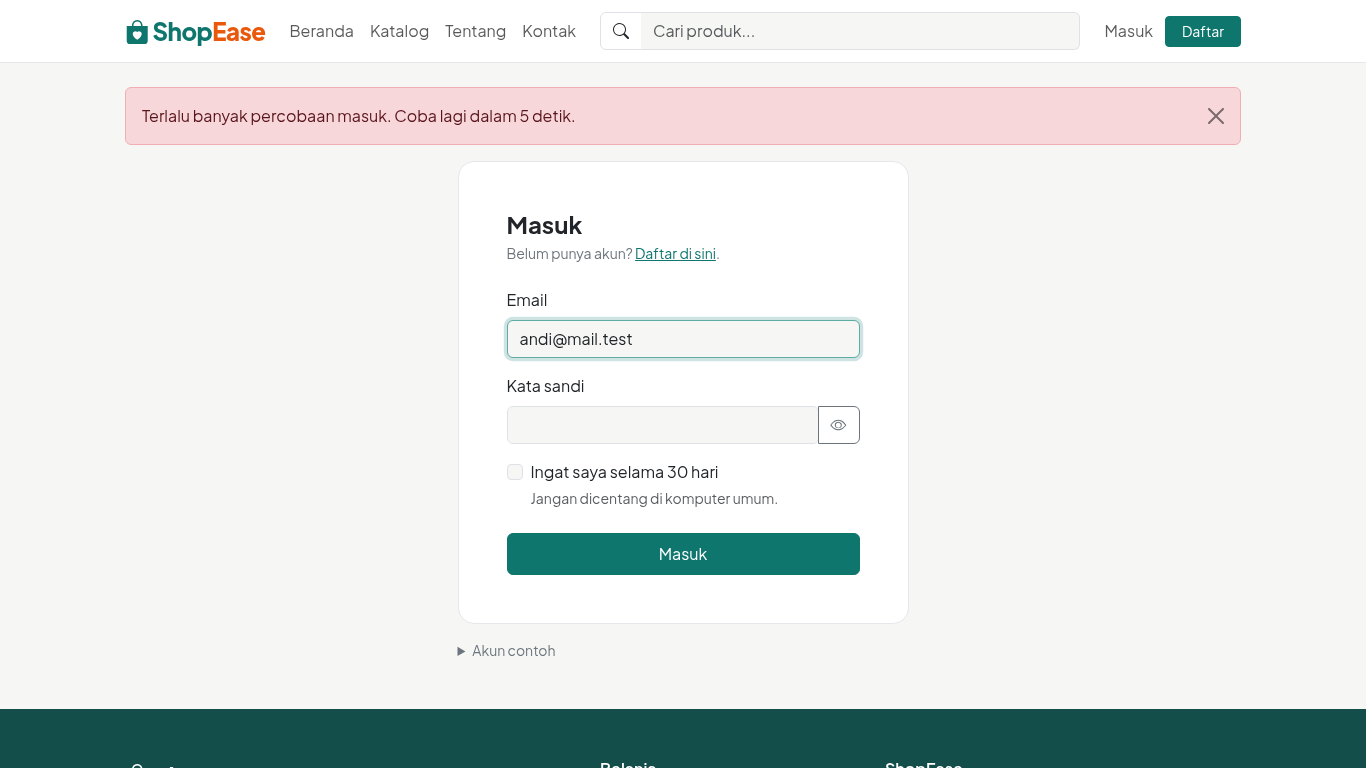 ShopEase Beranda Katalog Tentang Kontak Cari produk... Masuk Daftar
Terlalu banyak percobaan masuk. Coba lagi dalam 5 detik.
Masuk
Belum punya akun? Daftar di sini.
Email
andi@mail.test
Kata sandi
Ingat saya selama 30 hari
Jangan dicentang di komputer umum.
Masuk
Akun contoh
Belanja ShopEase